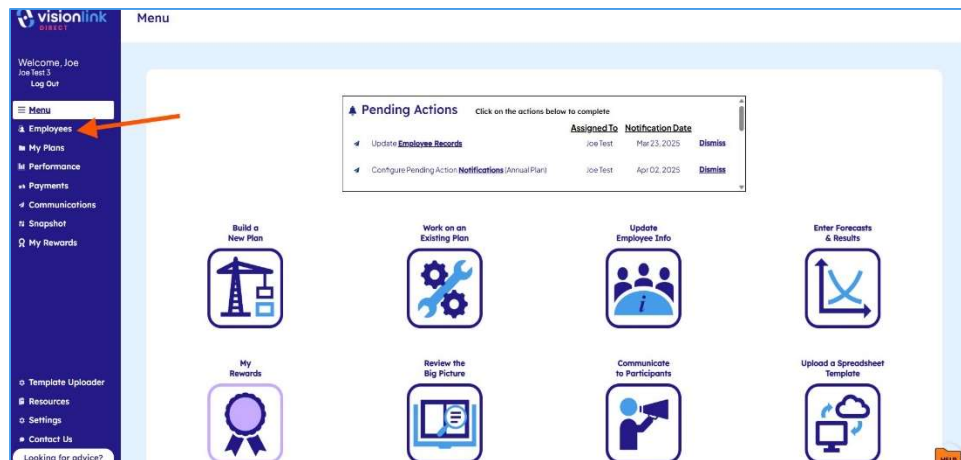 visionlink
DIRECT
Menu
Welcome, Joe
Joe Test 3
Log Out
Menu
Employees
My Plans
Performance
Payments
Communications
Snapshot
My Rewards
Template Uploader
Resources
Settings
Contact Us
Looking for advice?
Pending Actions Click on the actions below to complete
Assigned To Notification Date
Update Employee Records Joe Test Mar 23, 2025 Dismiss
Configure Pending Action Notifications (Annual Plan) Joe Test Apr 02, 2025 Dismiss
Build a
New Plan
Work on an
Existing Plan
Update
Employee Info
Enter Forecasts
& Results
i
My
Rewards
Review the
Big Picture
Communicate
to Participants
Upload a Spreadsheet
Template
HELP